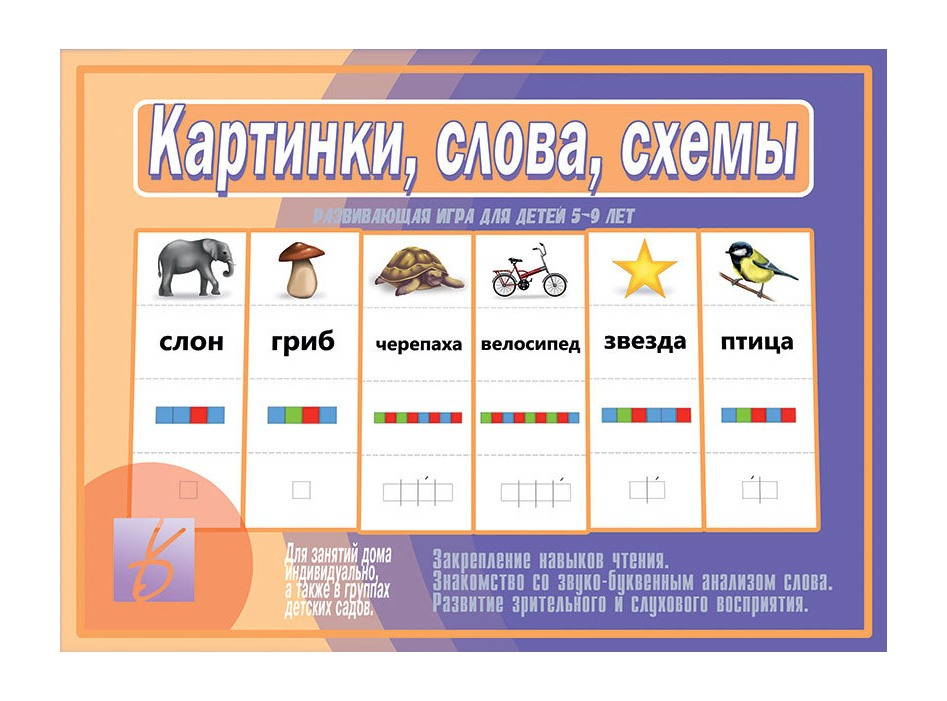 Картинки, слова, схемы
РАЗВИВАЮЩАЯ ИГРА ДЛЯ ДЕТЕЙ 5-9 ЛЕТ
слон гриб черепаха велосипед звезда птица
Для занятий дома
индивидуально,
а также в группах
детских садов.
Закрепление навыков чтения.
Знакомство со звуко-буквенным анализом слова.
Развитие зрительного и слухового восприятия.